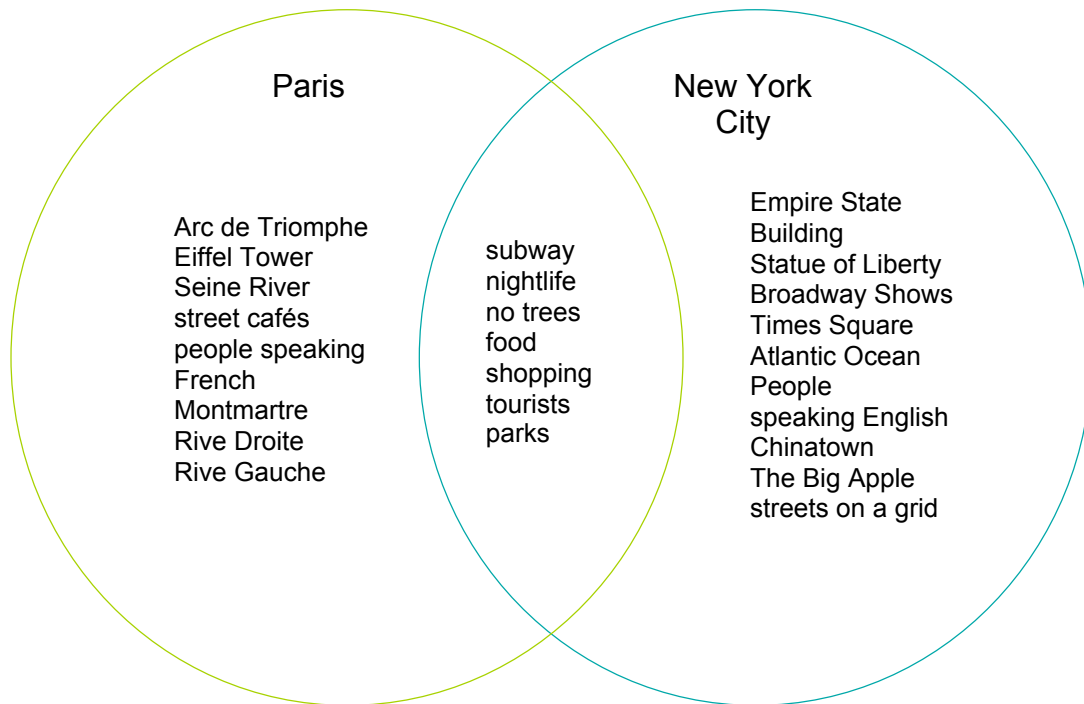 Paris
Arc de Triomphe
Eiffel Tower
Seine River
street cafés
people speaking
French
Montmartre
Rive Droite
Rive Gauche
subway
nightlife
no trees
food
shopping
tourists
parks
New York
City
Empire State
Building
Statue of Liberty
Broadway Shows
Times Square
Atlantic Ocean
People
speaking English
Chinatown
The Big Apple
streets on a grid